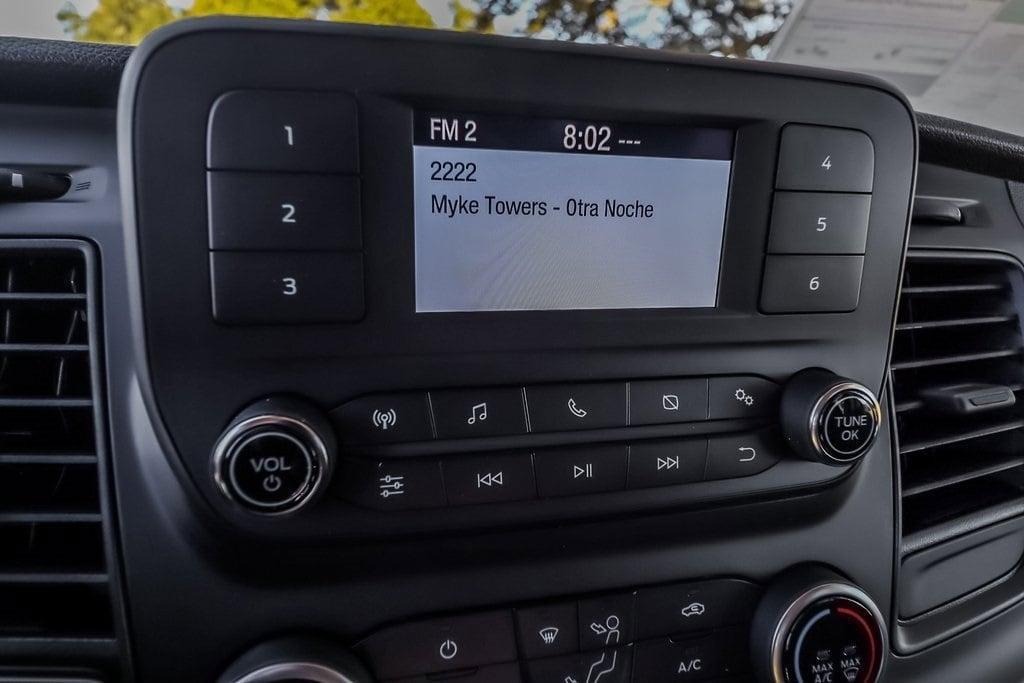 FM 2 8:02 ---
2222
Myke Towers - Otra Noche
1
2
3
4
5
6
VOL
TUNE
OK
A/C
MAX
A/C
MAX